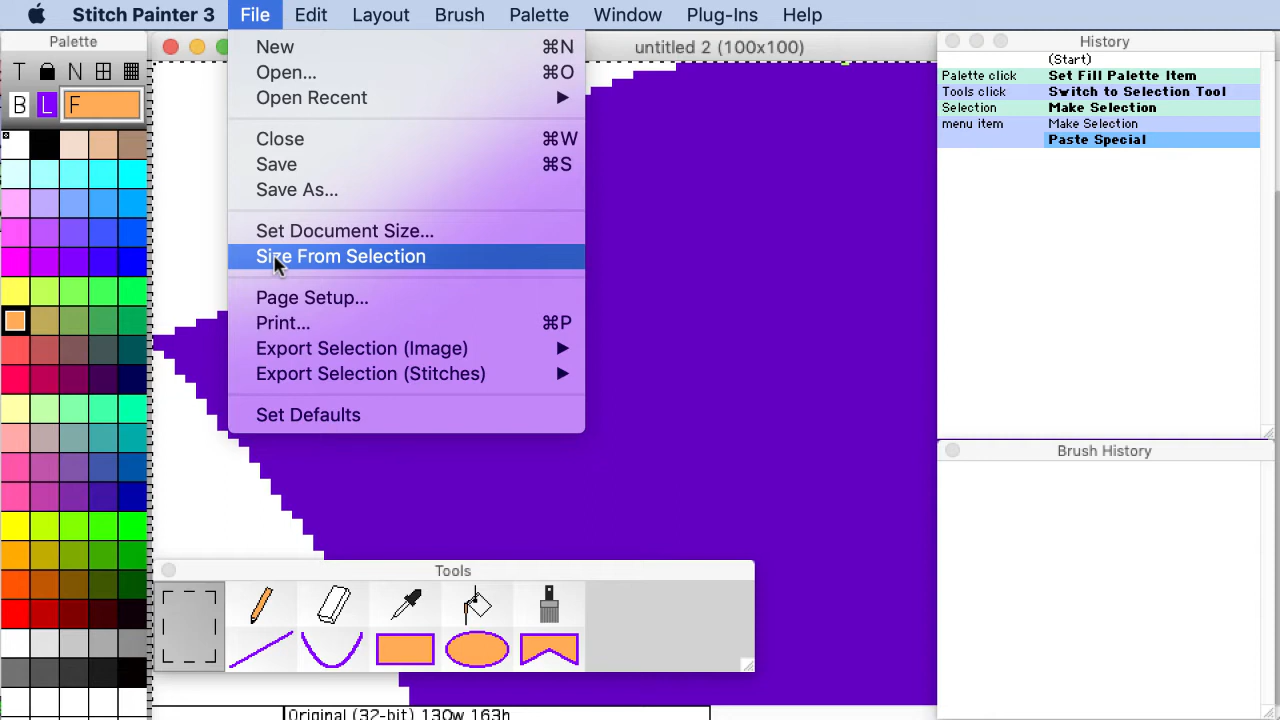 Stitch Painter 3 File Edit Layout Brush Palette Window Plug-Ins Help
Palette
T N
B L F
New ⌘N
Open... ⌘O
Open Recent ▶
Close ⌘W
Save ⌘S
Save As...
Set Document Size...
Size From Selection
Page Setup...
Print... ⌘P
Export Selection (Image) ▶
Export Selection (Stitches) ▶
Set Defaults
untitled 2 (100x100)
Tools
Original (32-bit) 130w 163h
History
(Start)
Palette click Set Fill Palette Item
Tools click Switch to Selection Tool
Selection Make Selection
menu item Make Selection
Paste Special
Brush History